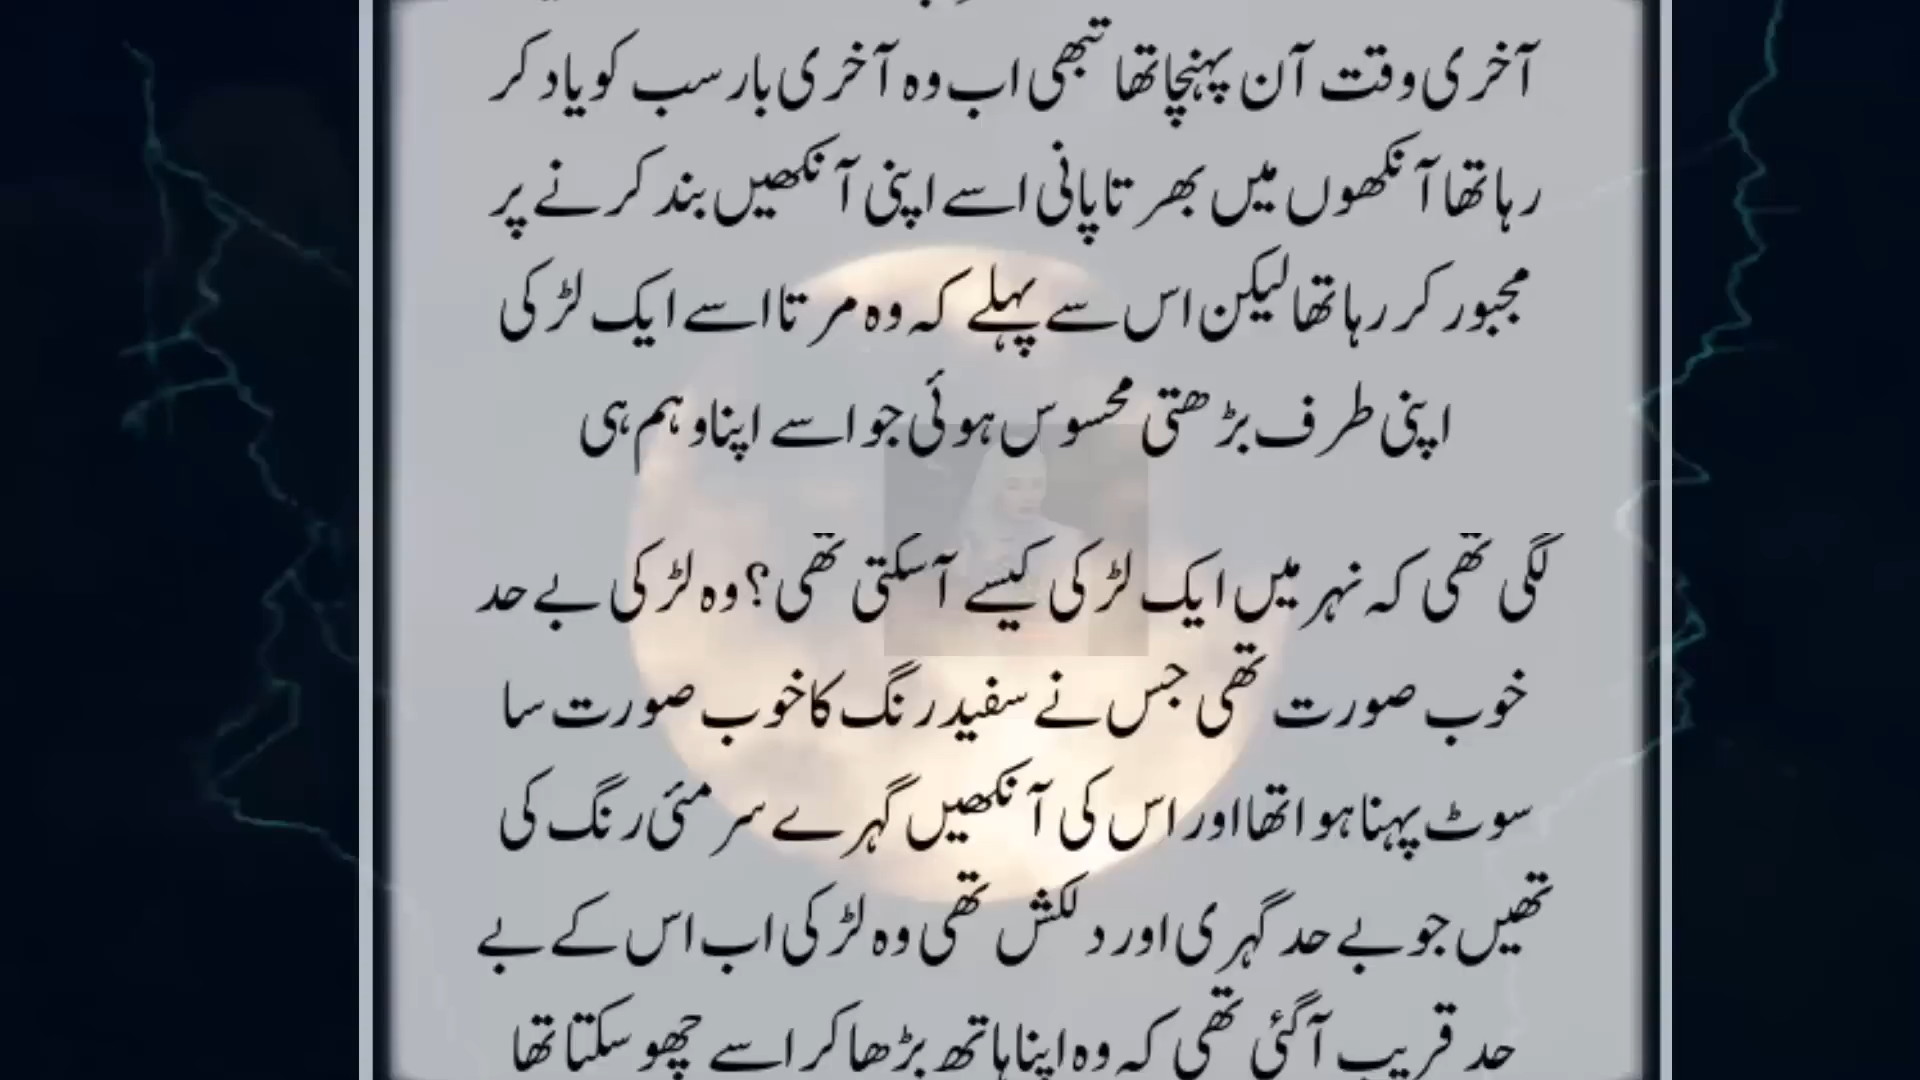 آخری وقت آن پہنچا تھا تبھی اب وہ آخری بار سب کو یاد کر
رہا تھا آنکھوں میں بھرتا پانی اسے اپنی آنکھیں بند کرنے پر
مجبور کر رہا تھا لیکن اس سے پہلے کہ وہ مرتا اسے ایک لڑکی
اپنی طرف بڑھتی محسوس ہوئی جو اسے اپنا وہم ہی
لگی تھی کہ نہر میں ایک لڑکی کیسے آسکتی تھی؟ وہ لڑکی بے حد
خوب صورت تھی جس نے سفید رنگ کا خوب صورت سا
سوٹ پہنا ہوا تھا اور اس کی آنکھیں گہرے سرمئی رنگ کی
تھیں جو بے حد گہری اور دلکش تھی وہ لڑکی اب اس کے بے
حد قریب آگئی تھی کہ وہ اپنا ہاتھ بڑھا کر اسے چھو سکتا تھا